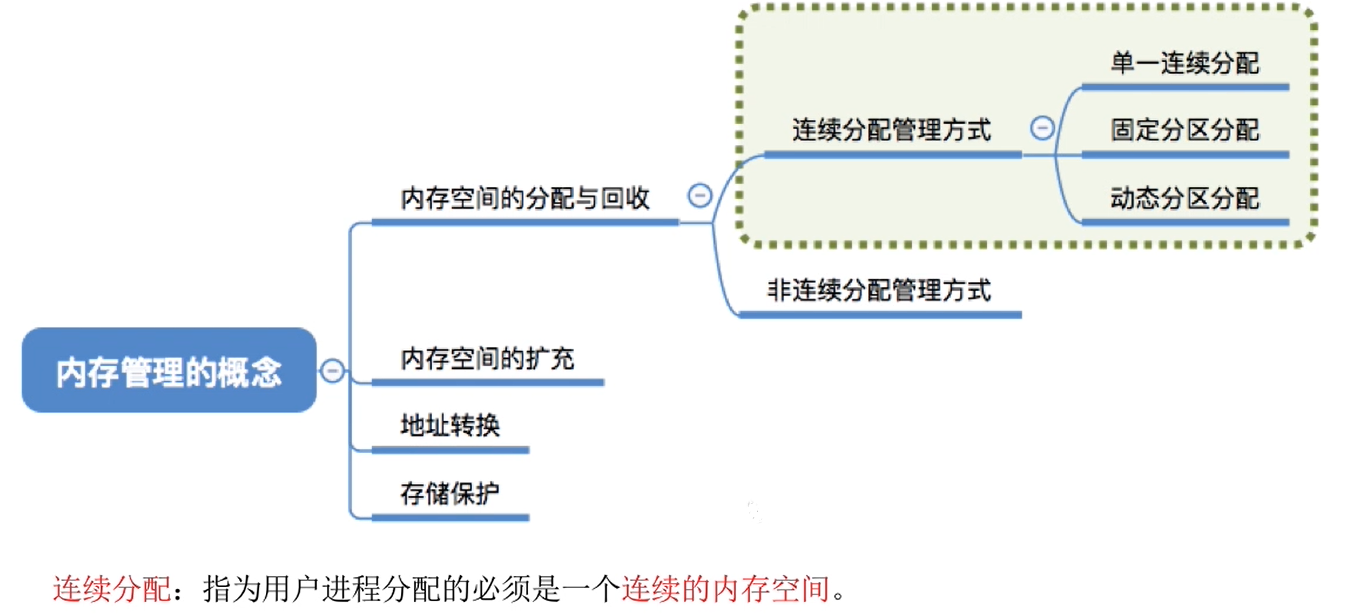 单一连续分配
连续分配管理方式
固定分区分配
动态分区分配
内存空间的分配与回收
非连续分配管理方式
内存空间的扩充
内存管理的概念
地址转换
存储保护
连续分配：指为用户进程分配的必须是一个连续的内存空间。